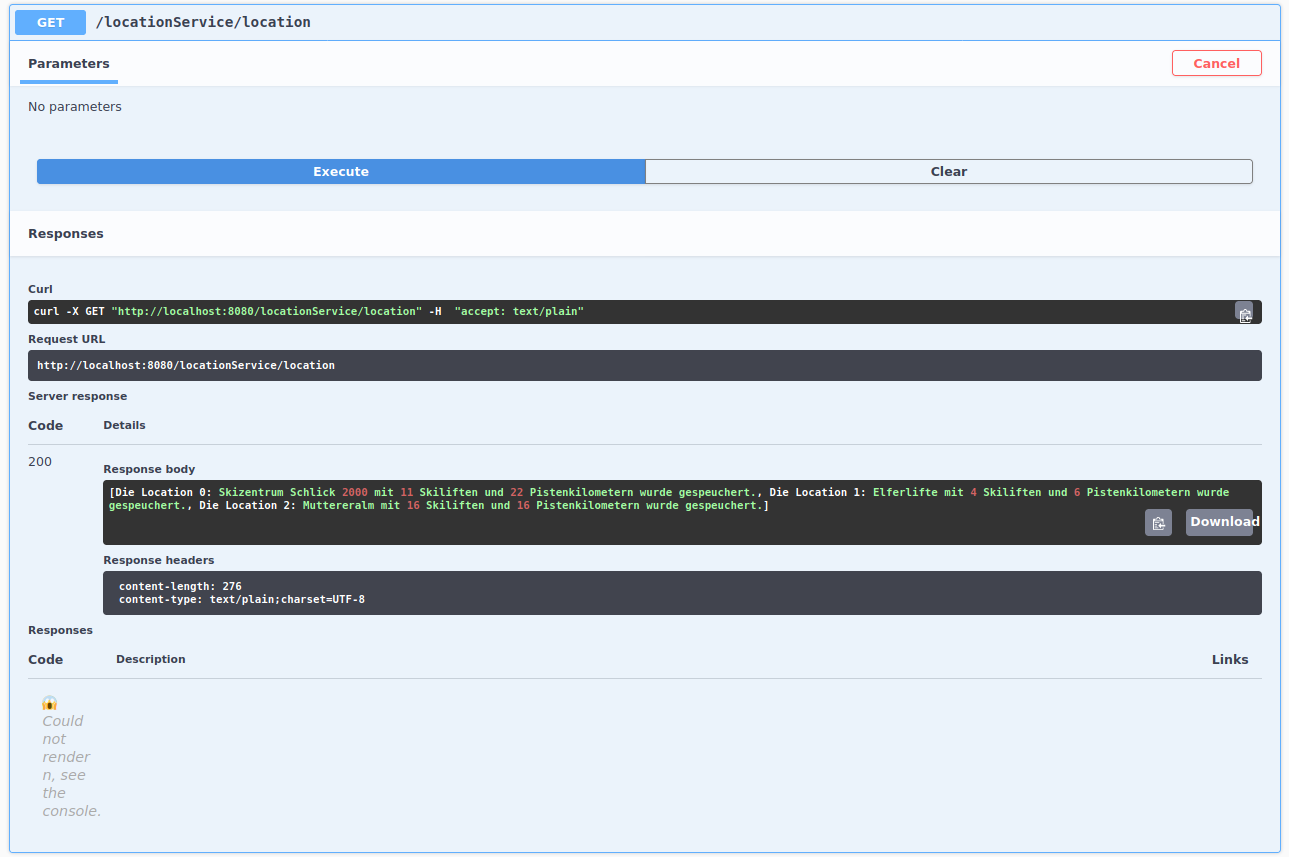 GET /locationService/location
Parameters Cancel
No parameters
Execute Clear
Responses
Curl
curl -X GET "http://localhost:8080/locationService/location" -H  "accept: text/plain"
Request URL
http://localhost:8080/locationService/location
Server response
Code Details
200
Response body
[Die Location 0: Skizentrum Schlick 2000 mit 11 Skiliften und 22 Pistenkilometern wurde gespeuchert., Die Location 1: Elferlifte mit 4 Skiliften und 6 Pistenkilometern wurde
gespeuchert., Die Location 2: Muttereralm mit 16 Skiliften und 16 Pistenkilometern wurde gespeuchert.]
Download
Response headers
content-length: 276
content-type: text/plain;charset=UTF-8
Responses
Code Description Links
😱
Could
not
render
n, see
the
console.